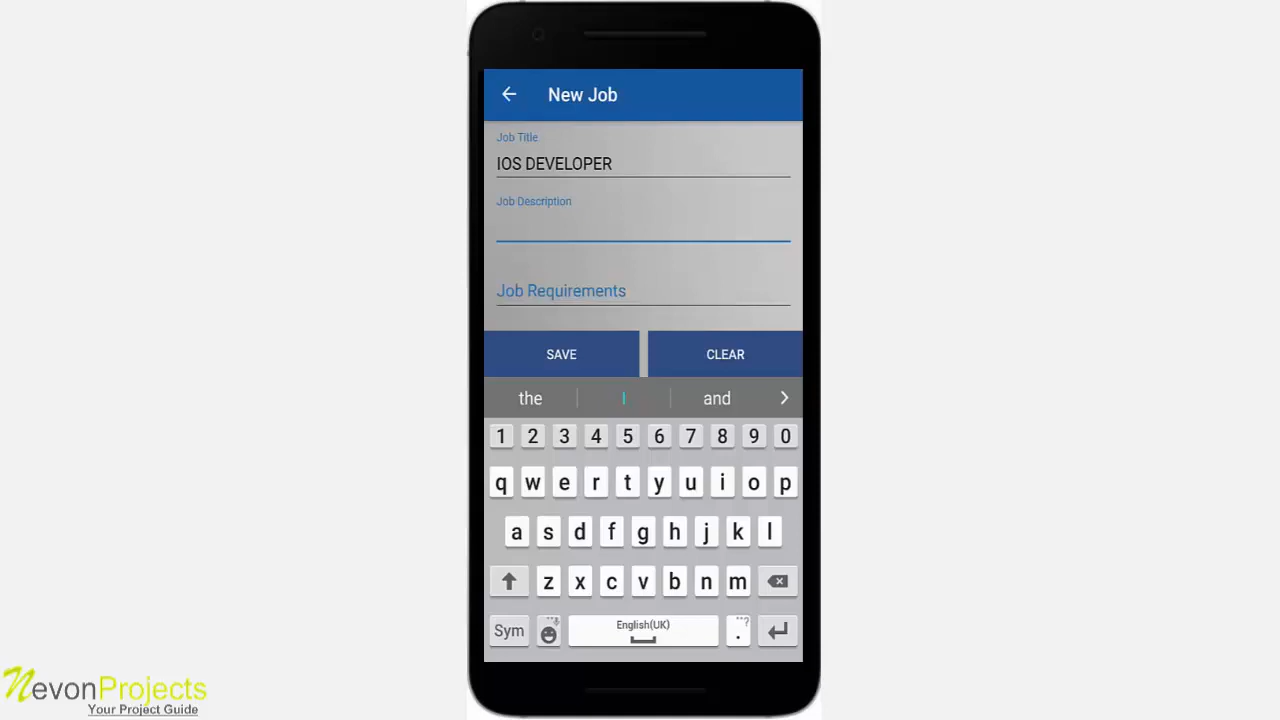 New Job
Job Title
IOS DEVELOPER
Job Description
Job Requirements
SAVE CLEAR
the I and
1 2 3 4 5 6 7 8 9 0
q w e r t y u i o p
a s d f g h j k l
z x c v b n m
Sym English(UK) . ?
NevonProjects
Your Project Guide